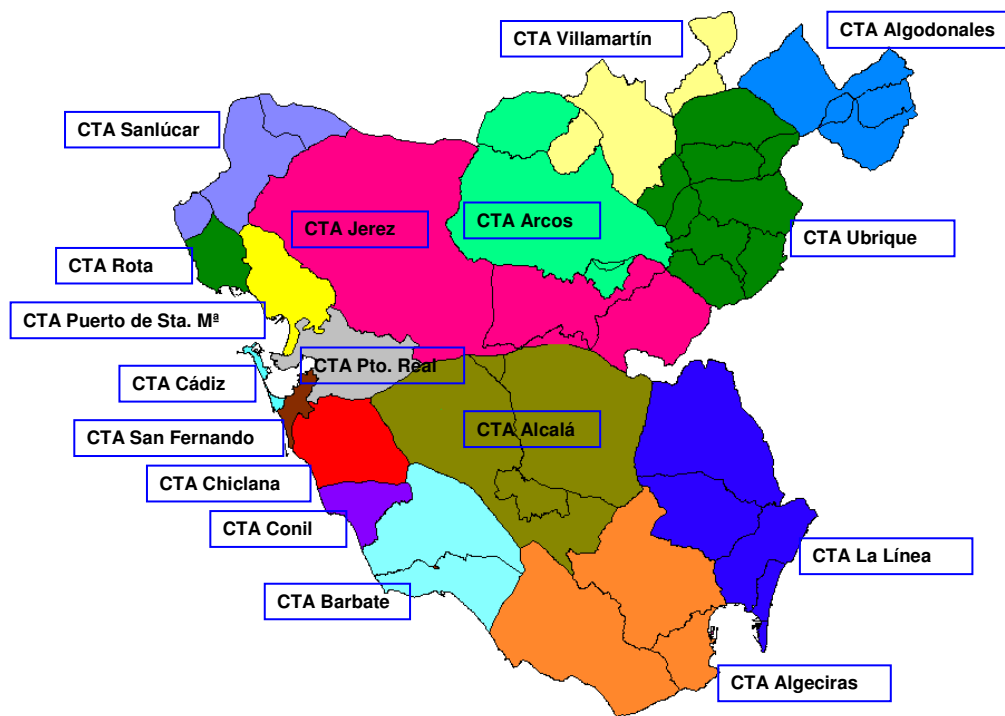 CTA Villamartín
CTA Algodonales
CTA Sanlúcar
CTA Jerez
CTA Arcos
CTA Ubrique
CTA Rota
CTA Puerto de Sta. Mª
CTA Pto. Real
CTA Cádiz
CTA San Fernando
CTA Alcalá
CTA Chiclana
CTA Conil
CTA La Línea
CTA Barbate
CTA Algeciras